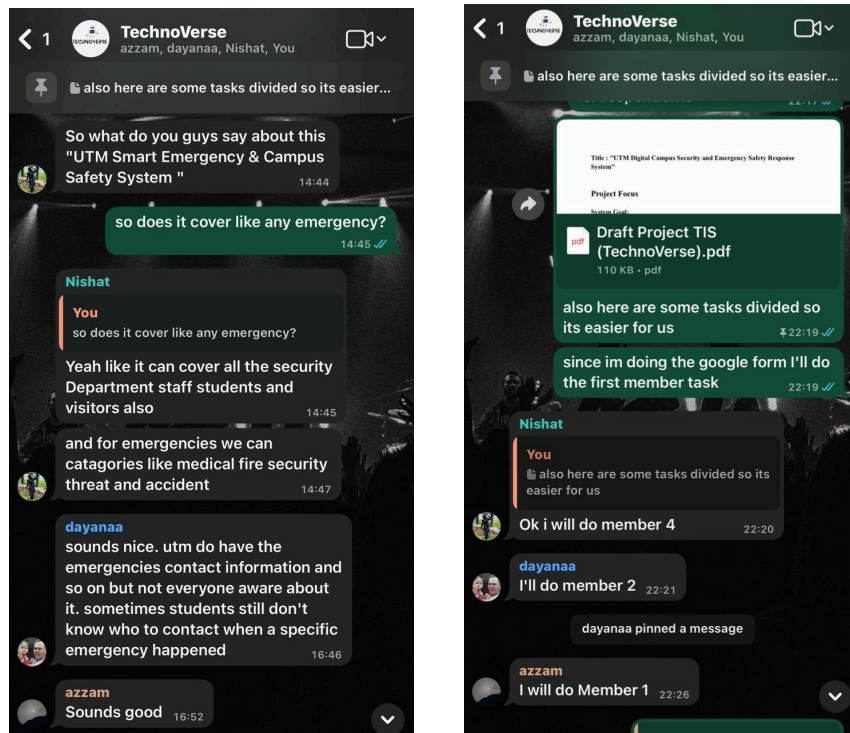 1
TECHNOVERSE
TechnoVerse
azzam, dayanaa, Nishat, You
also here are some tasks divided so its easier...
So what do you guys say about this
"UTM Smart Emergency & Campus
Safety System "
14:44
so does it cover like any emergency?
14:45
Nishat
You
so does it cover like any emergency?
Yeah like it can cover all the security
Department staff students and
visitors also
14:45
and for emergencies we can
catagories like medical fire security
threat and accident
14:47
dayanaa
sounds nice. utm do have the
emergencies contact information and
so on but not everyone aware about
it. sometimes students still don't
know who to contact when a specific
emergency happened
16:46
azzam
Sounds good
16:52
1
TECHNOVERSE
TechnoVerse
azzam, dayanaa, Nishat, You
also here are some tasks divided so its easier...
22:17
Title : "UTM Digital Campus Security and Emergency Safety Response
System"
Project Focus
System Goal:
pdf
Draft Project TIS
(TechnoVerse).pdf
110 KB • pdf
also here are some tasks divided so
its easier for us
22:19
since im doing the google form I'll do
the first member task
22:19
Nishat
You
also here are some tasks divided so its
easier for us
Ok i will do member 4
22:20
dayanaa
I'll do member 2
22:21
dayanaa pinned a message
azzam
I will do Member 1
22:26